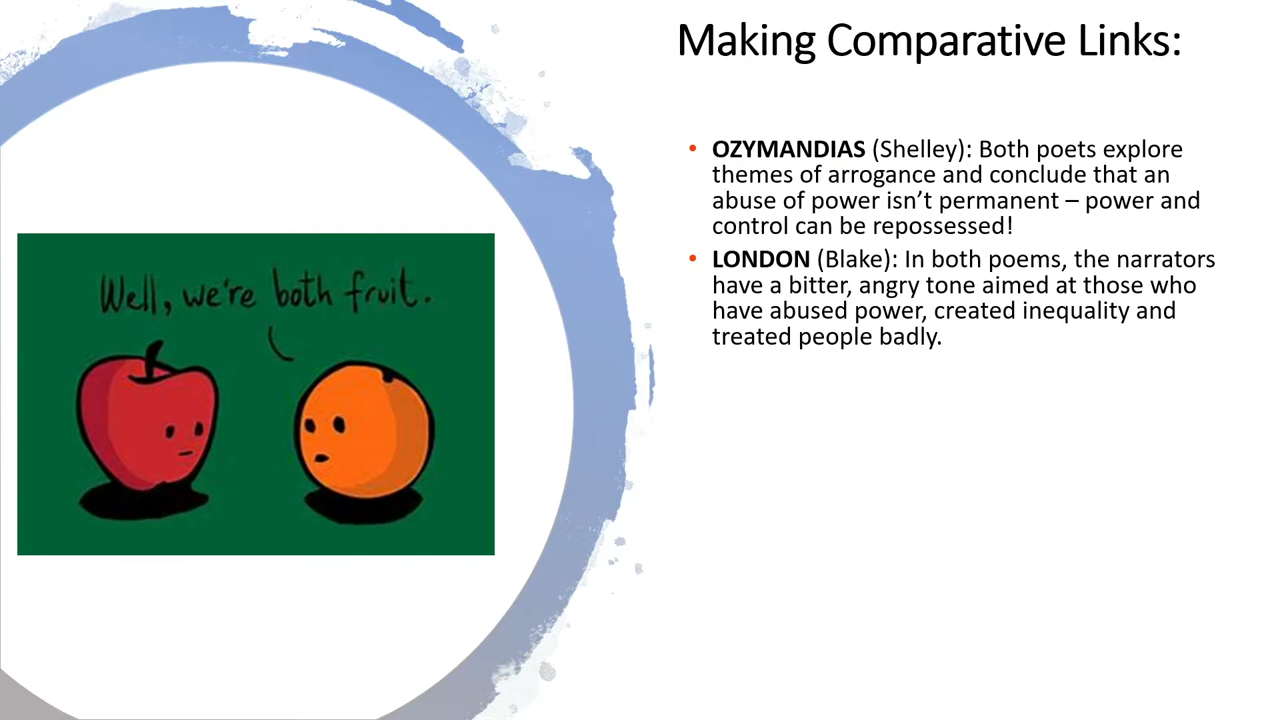 Making Comparative Links:
• OZYMANDIAS (Shelley): Both poets explore
themes of arrogance and conclude that an
abuse of power isn’t permanent – power and
control can be repossessed!
• LONDON (Blake): In both poems, the narrators
have a bitter, angry tone aimed at those who
have abused power, created inequality and
treated people badly.
Well, we're both fruit.